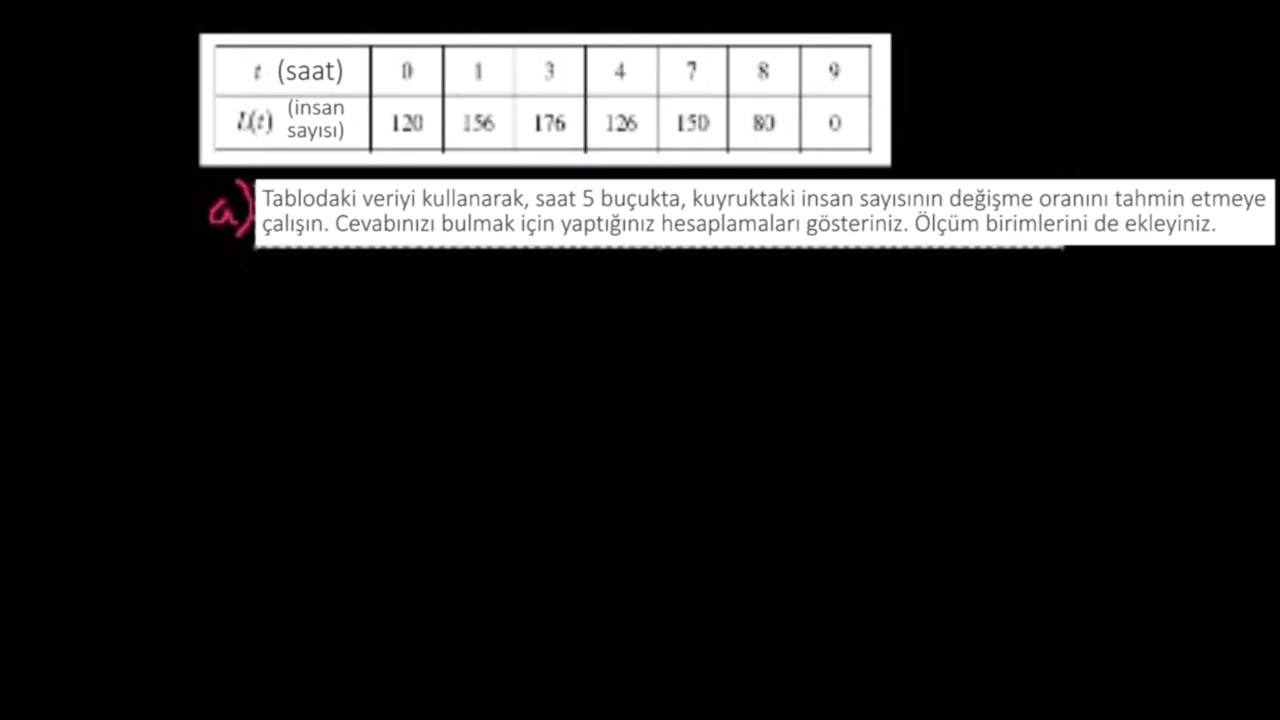 t (saat) 0 1 3 4 7 8 9
L(t) (insan sayısı) 120 156 176 126 150 80 0
a) Tablodaki veriyi kullanarak, saat 5 buçukta, kuyruktaki insan sayısının değişme oranını tahmin etmeye
çalışın. Cevabınızı bulmak için yaptığınız hesaplamaları gösteriniz. Ölçüm birimlerini de ekleyiniz.